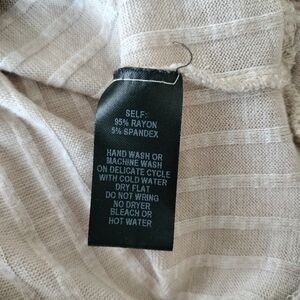 SELF:
95% RAYON
5% SPANDEX
HAND WASH OR
MACHINE WASH
ON DELICATE CYCLE
WITH COLD WATER
DRY FLAT
DO NOT WRING
NO DRYER
BLEACH OR
HOT WATER